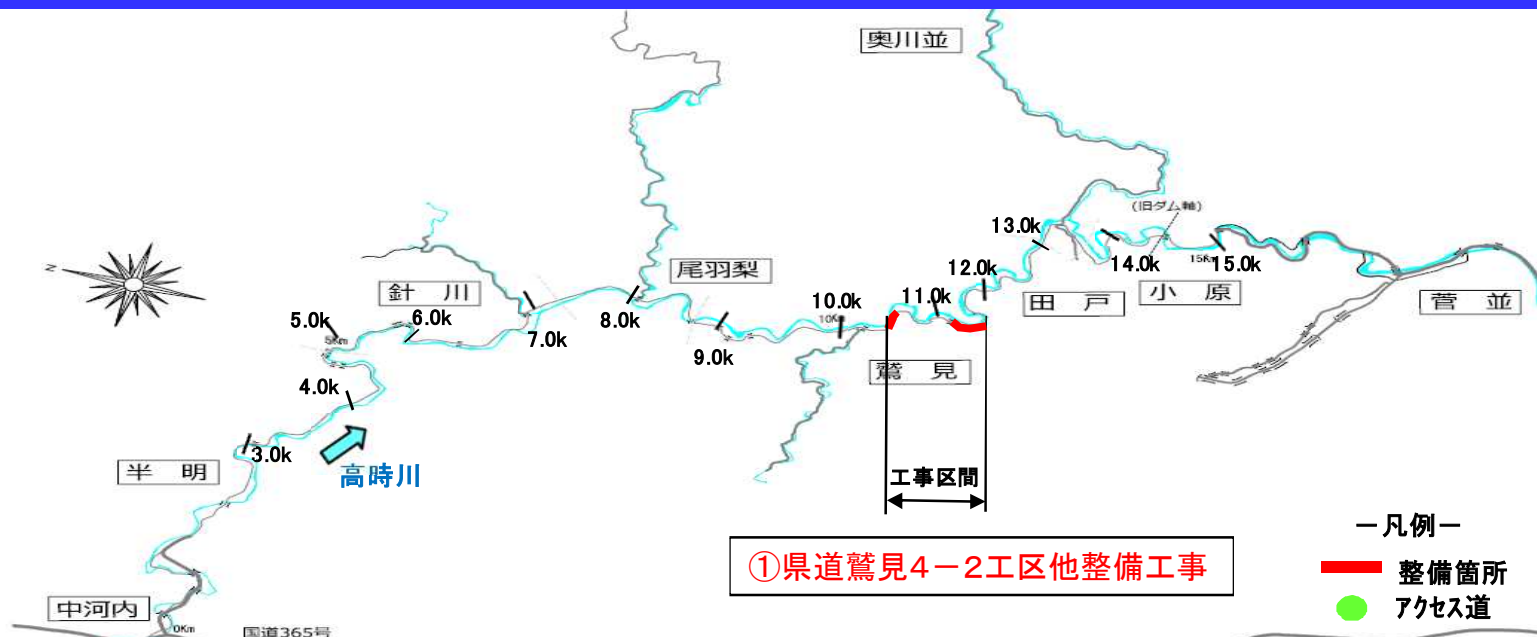 奥川並
(旧ダム軸)
13.0k
14.0k
15Km
15.0k
尾羽梨
12.0k
田戸
小原
菅並
N
針川
10.0k
11.0k
5.0k
6.0k
8.0k
10Km
5Km
7.0k
9.0k
鷲見
4.0k
3.0k
半明
高時川
工事区間
－凡例－
①県道鷲見4－2工区他整備工事
整備箇所
アクセス道
中河内
0Km
国道365号